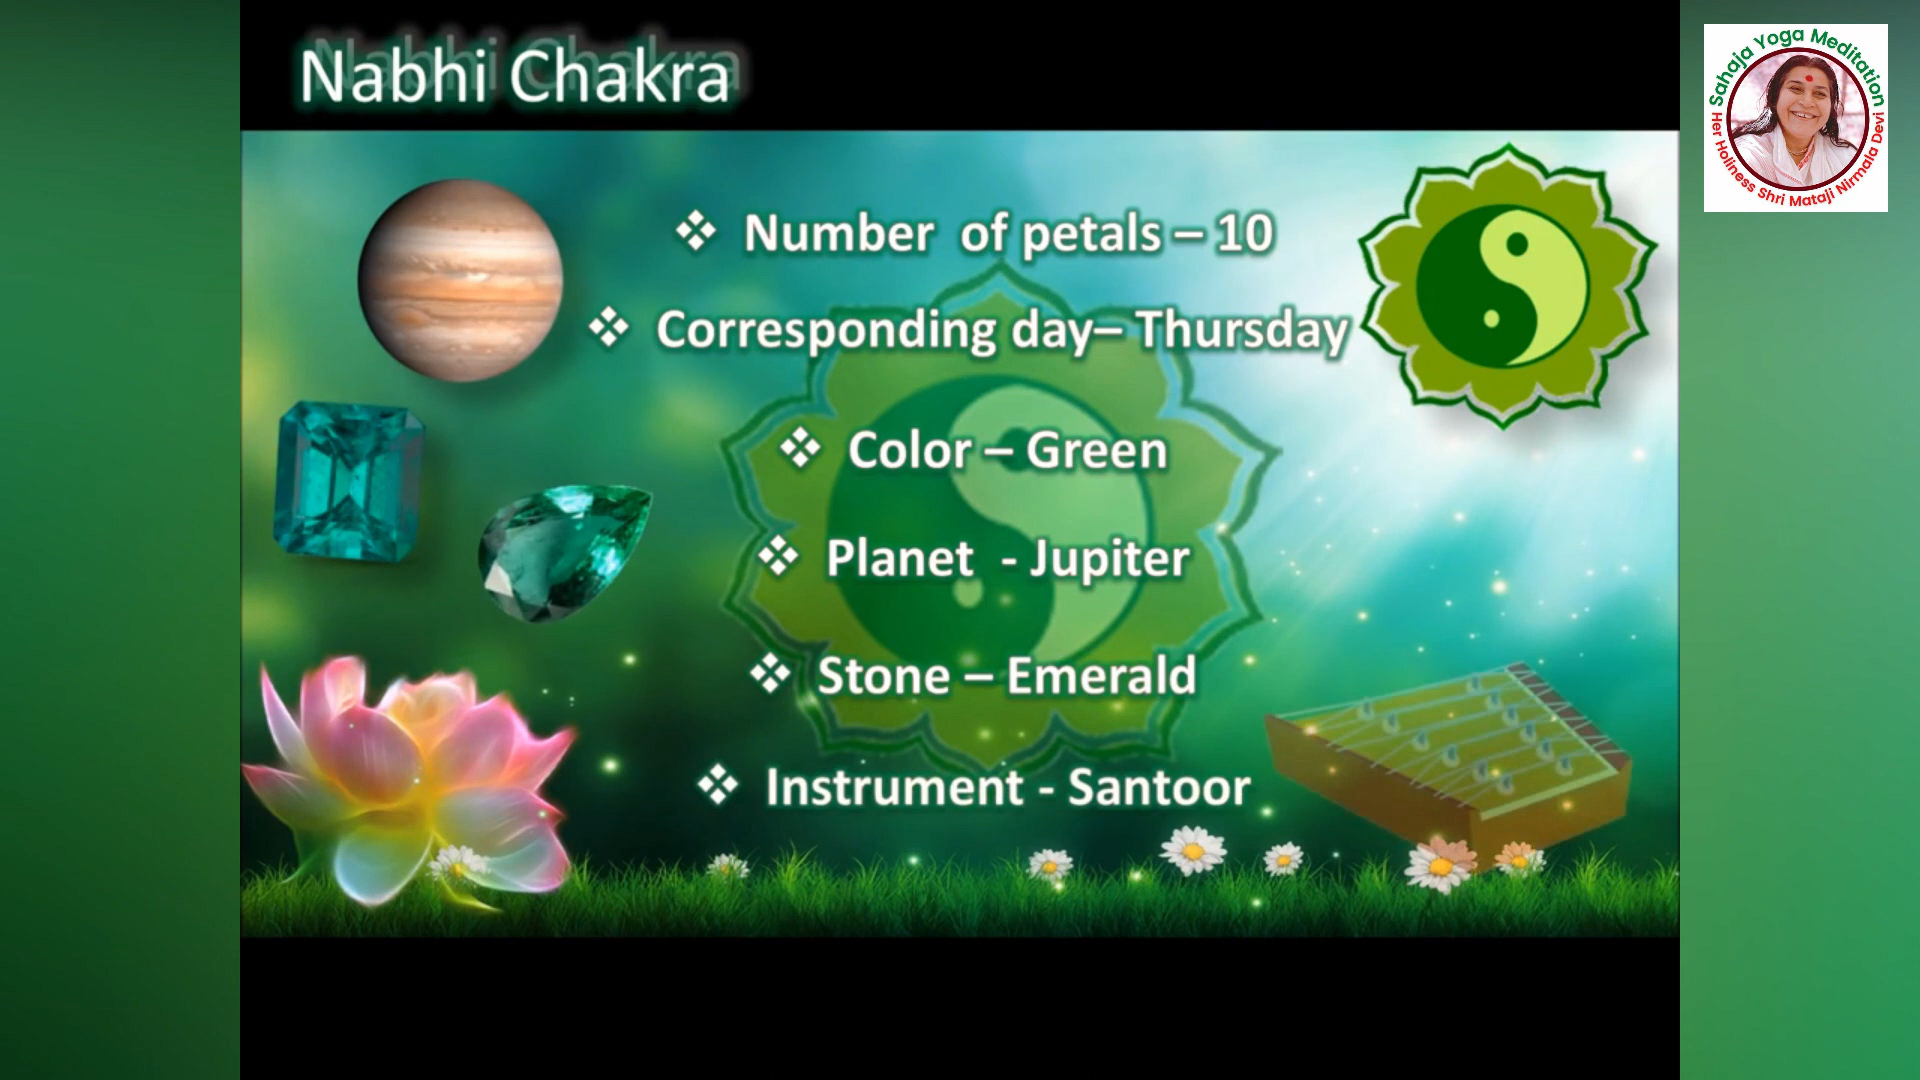 Nabhi Chakra
Sahaja Yoga Meditation
Her Holiness Shri Mataji Nirmala Devi
❖ Number of petals – 10
❖ Corresponding day– Thursday
❖ Color – Green
❖ Planet - Jupiter
❖ Stone – Emerald
❖ Instrument - Santoor